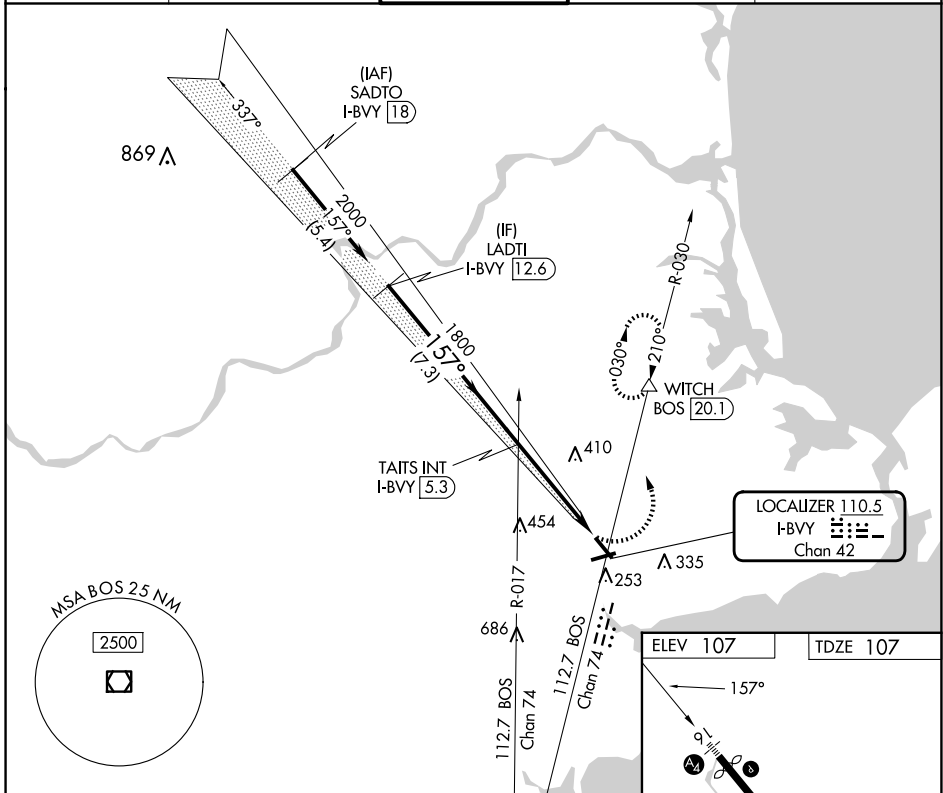 (IAF)
SADTO
I-BVY 18
337°
869
2000
157°
(5.4)
(IF)
LADTI
I-BVY 12.6
1800
157°
(7.3)
R-030
030°
210°
WITCH
BOS 20.1
TAITS INT
I-BVY 5.3
410
454
LOCALIZER 110.5
I-BVY
Chan 42
335
253
R-017
686
112.7 BOS
Chan 74
112.7 BOS
Chan 74
MSA BOS 25 NM
2500
ELEV 107
TDZE 107
157°
16
A4
P